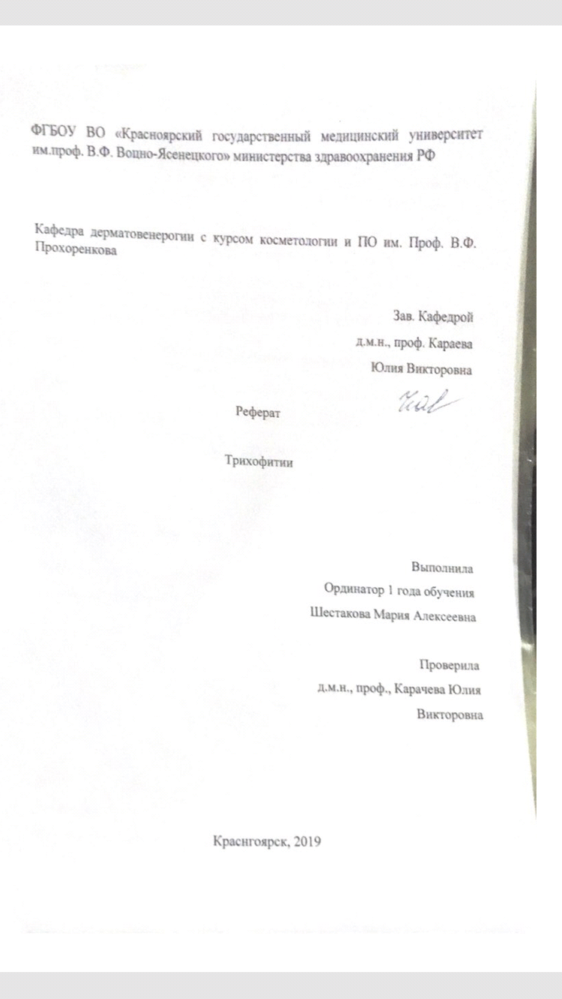 ФГБОУ ВО «Красноярский государственный медицинский университет
им.проф. В.Ф. Воцно-Ясенецкого» министерства здравоохранения РФ
Кафедра дерматовенерогии с курсом косметологии и ПО им. Проф. В.Ф.
Прохоренкова
Зав. Кафедрой
д.м.н., проф. Караева
Юлия Викторовна
Реферат
Трихофитии
Выполнила
Ординатор 1 года обучения
Шестакова Мария Алексеевна
Проверила
д.м.н., проф., Карачева Юлия
Викторовна
Краснгоярск, 2019